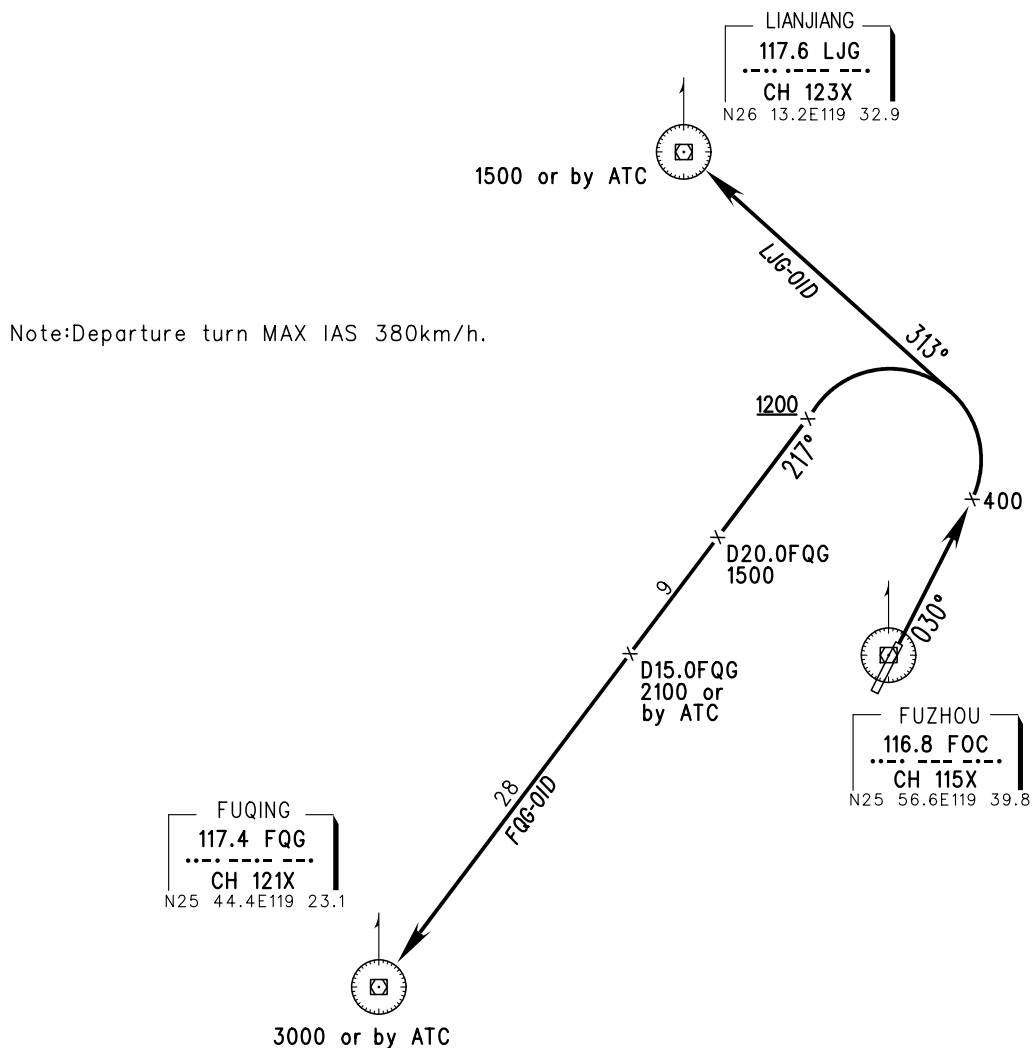 LIANJIANG
117.6 LJG
CH 123X
N26 13.2E119 32.9
1500 or by ATC
LJG-01D
Note:Departure turn MAX IAS 380km/h.
313°
1200
217°
400
D20.0FQG
1500
9
030°
D15.0FQG
2100 or
by ATC
FUZHOU
116.8 FOC
CH 115X
N25 56.6E119 39.8
28
FQG-01D
FUQING
117.4 FQG
CH 121X
N25 44.4E119 23.1
3000 or by ATC